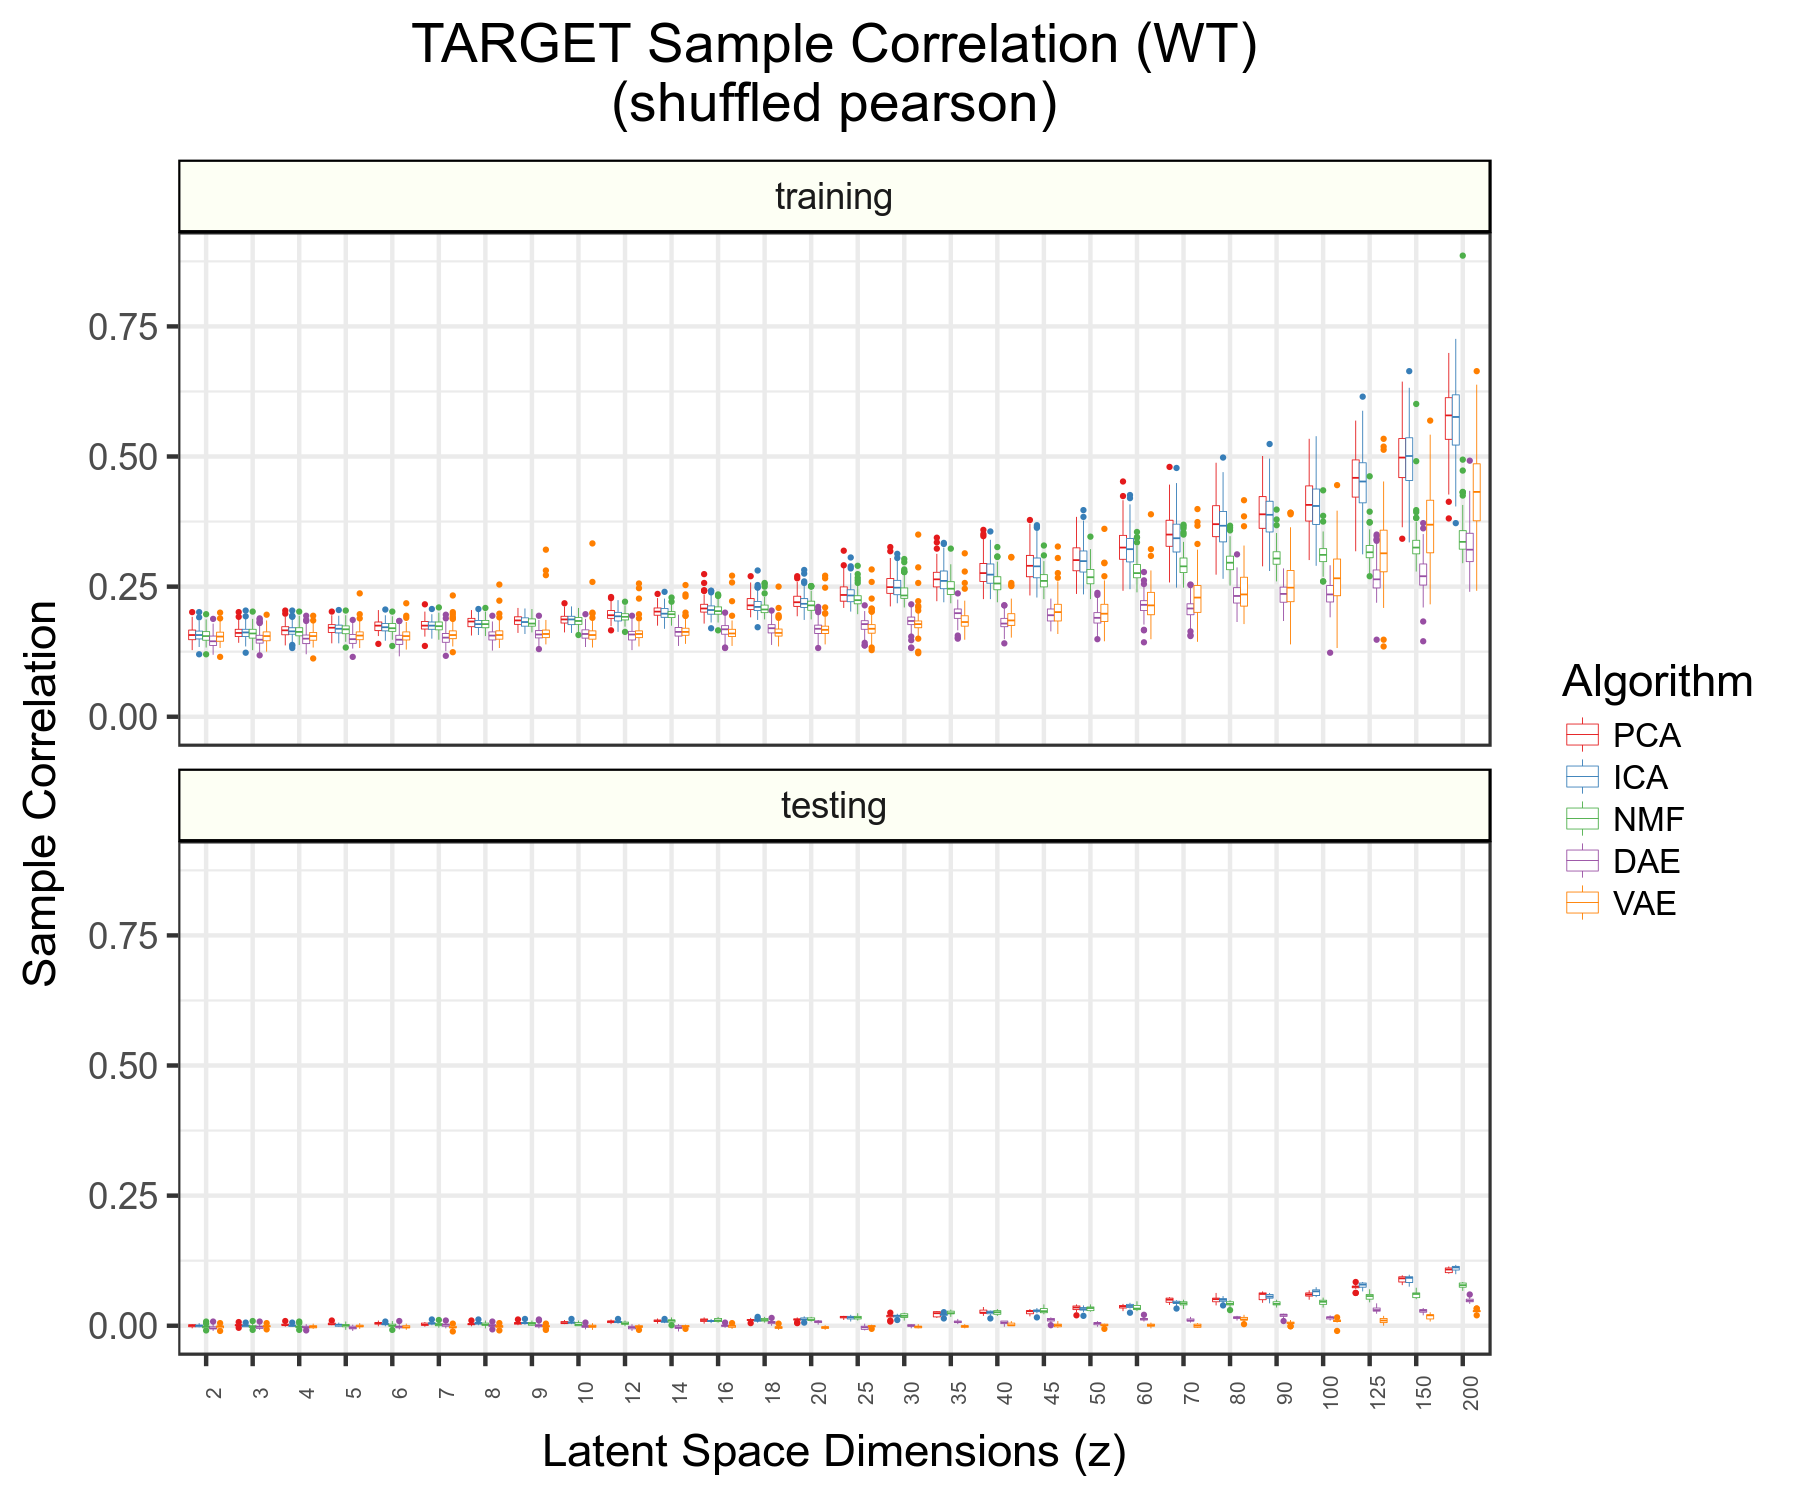 TARGET Sample Correlation (WT)
(shuffled pearson)
training
0.75
0.50
0.25
0.00
testing
0.75
0.50
0.25
0.00
2 3 4 5 6 7 8 9 10 12 14 16 18 20 25 30 35 40 45 50 60 70 80 90 100 125 150 200
Latent Space Dimensions (z)
Sample Correlation
Algorithm
PCA
ICA
NMF
DAE
VAE